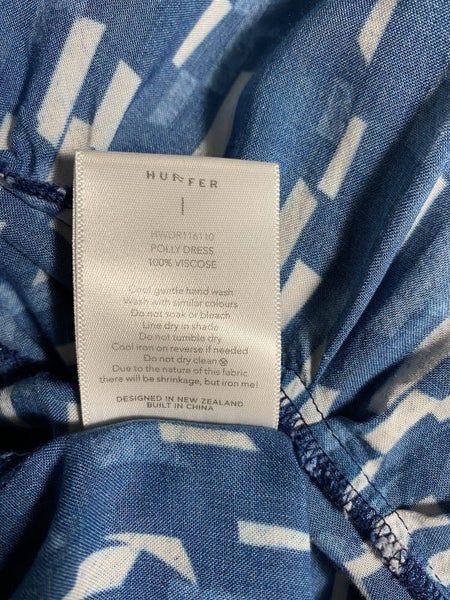 HUFFER
HWDR116110
POLLY DRESS
100% VISCOSE
Cool gentle hand wash
Wash with similar colours
Do not soak or bleach
Line dry in shade
Do not tumble dry
Cool iron on reverse if needed
Do not dry clean
Due to the nature of this fabric
there will be shrinkage, but iron me!
DESIGNED IN NEW ZEALAND
BUILT IN CHINA